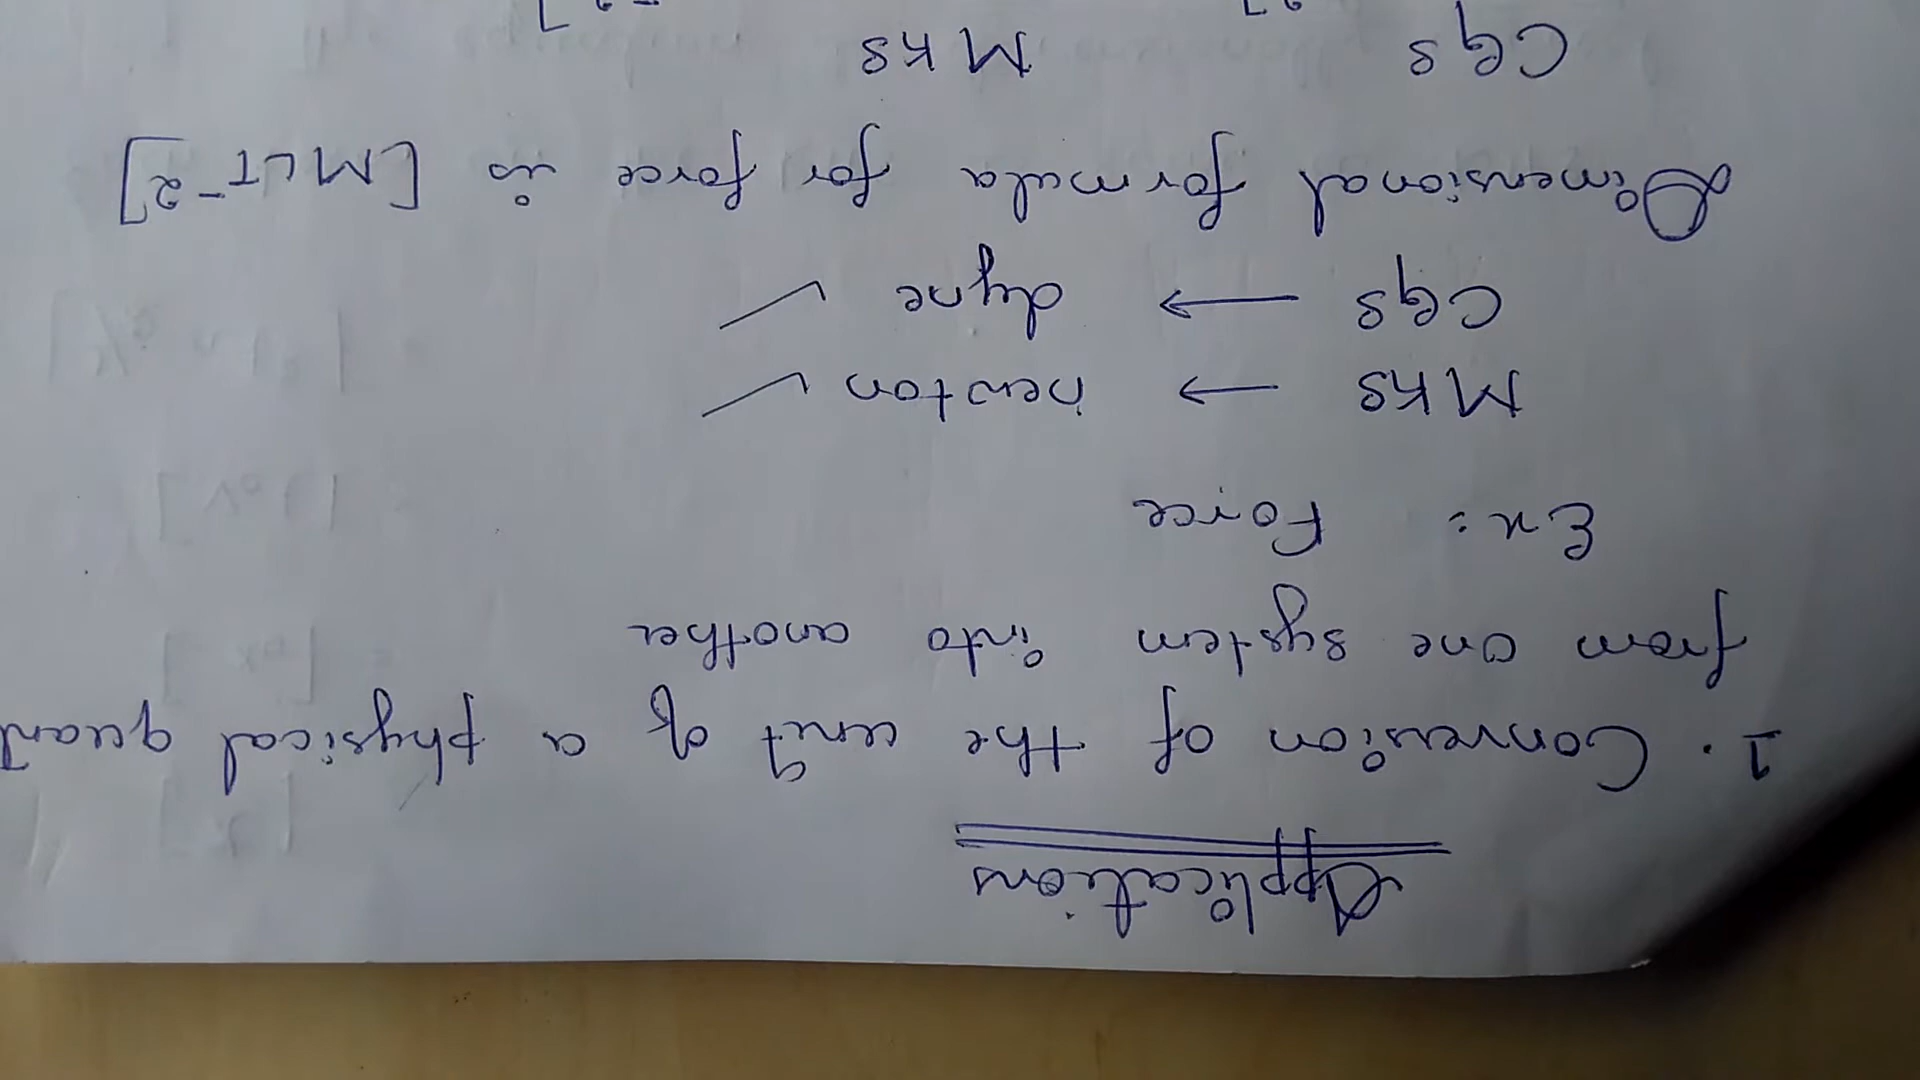 Applications
1. Conversion of the unit of a physical quant
from one system into another
Ex: Force
MKS → newton ✓
CGS → dyne ✓
Dimensional formula for force is [MLT⁻²]
CGS MKS